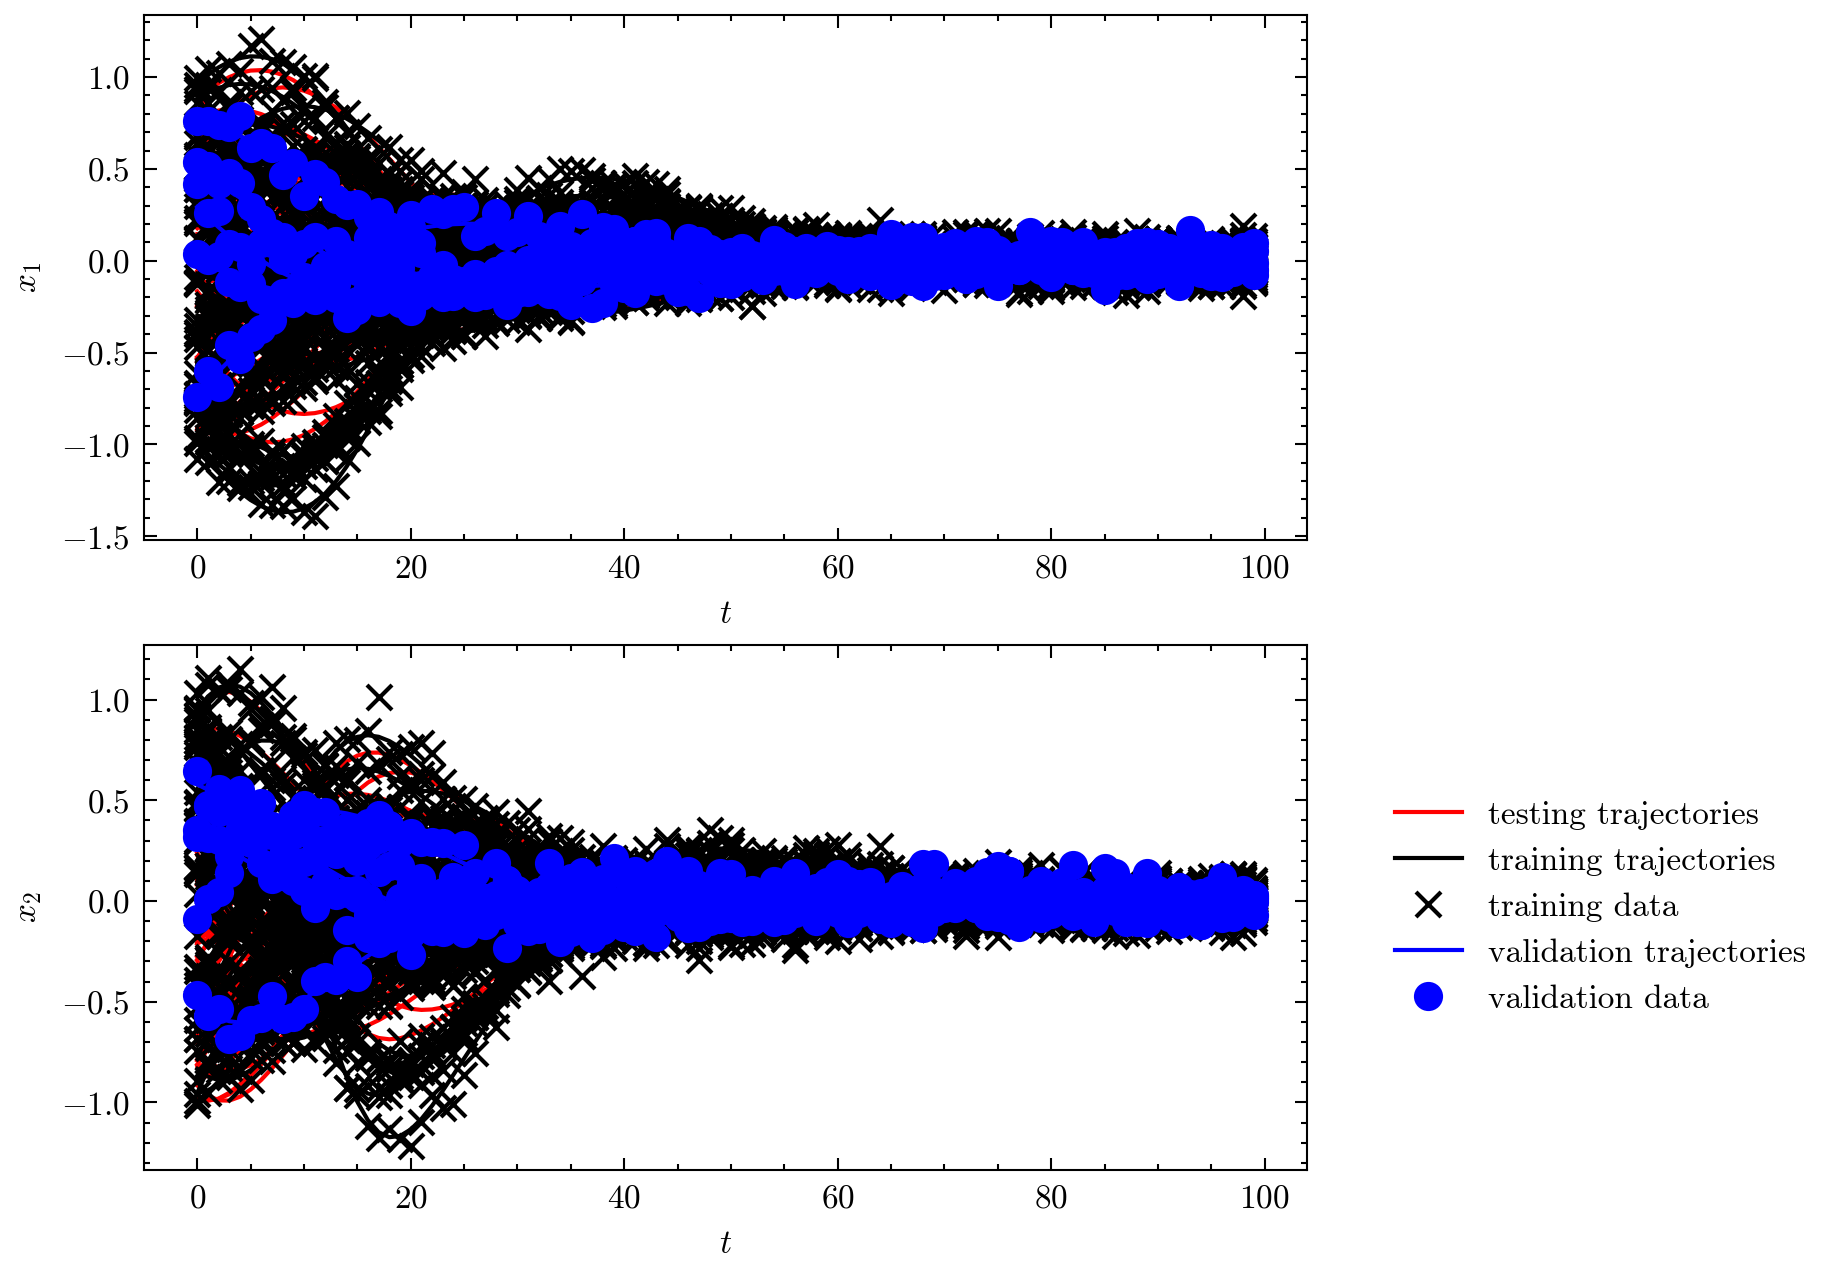 1.0
0.5
0.0
−0.5
−1.0
−1.5
x1
0 20 40 60 80 100
t
1.0
0.5
0.0
−0.5
−1.0
x2
0 20 40 60 80 100
t
testing trajectories
training trajectories
training data
validation trajectories
validation data